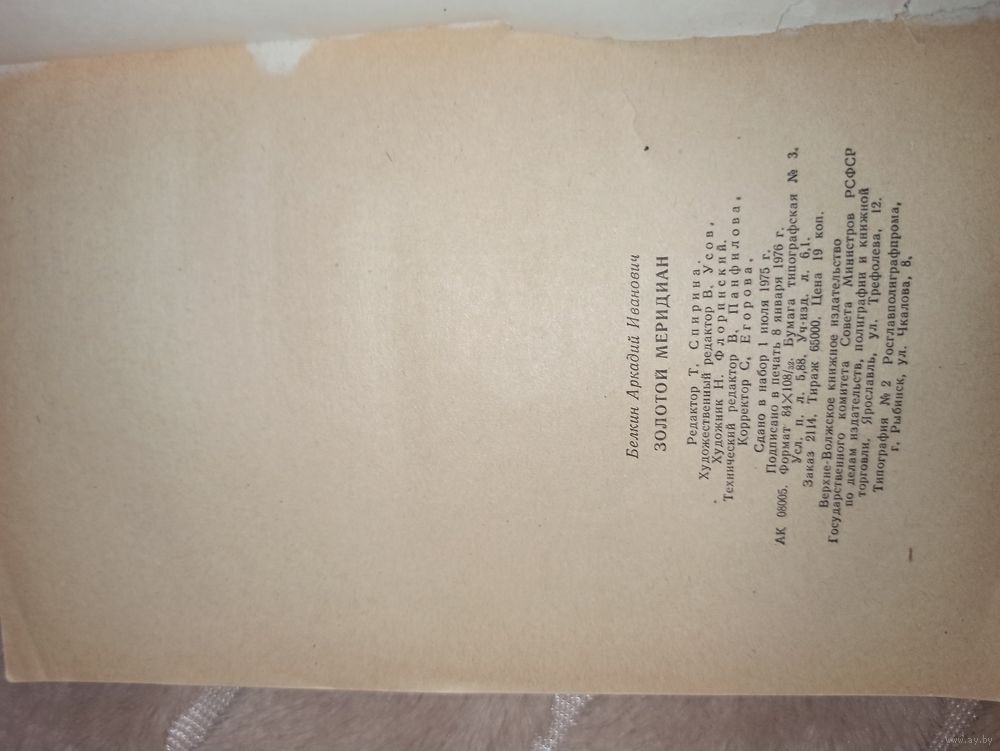 Белкин Аркадий Иванович
ЗОЛОТОЙ МЕРИДИАН
Редактор Т. Спирина.
Художественный редактор В. Усов.
Художник Н. Флоринский.
Технический редактор В. Панфилова.
Корректор С. Егорова.
Сдано в набор 1 июля 1975 г.
Подписано в печать 8 января 1976 г.
АК 08005. Формат 84×108/32. Бумага типографская № 3.
Усл. п. л. 5,88. Уч-изд. л. 6,1.
Заказ 2114. Тираж 65000. Цена 19 коп.
Верхне-Волжское книжное издательство
Государственного комитета Совета Министров РСФСР
по делам издательств, полиграфии и книжной
торговли. Ярославль, ул. Трефолева, 12.
Типография № 2 Росглавполиграфпрома,
г. Рыбинск, ул. Чкалова, 8.
www.ay.by